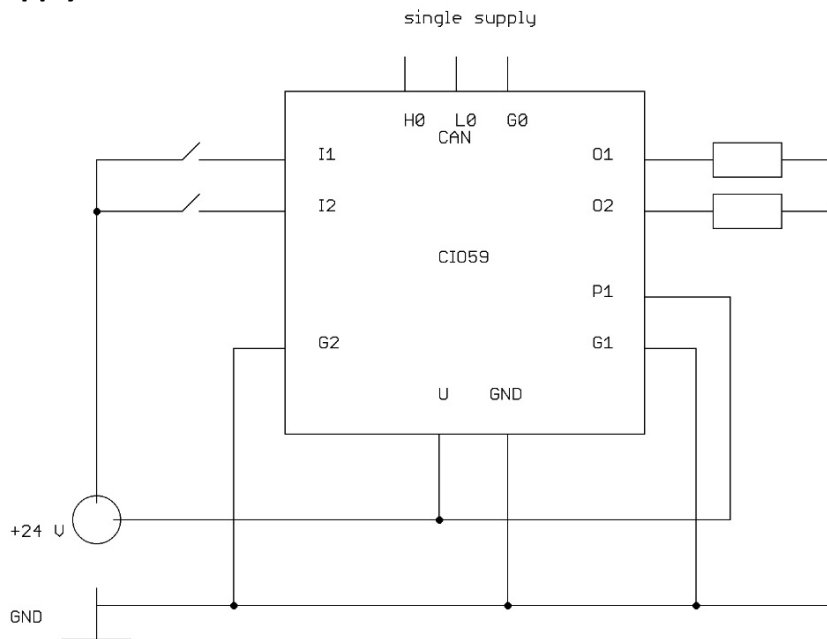 single supply
H0 L0 G0
CAN
I1 O1
I2 O2
CIO59
P1
G2 G1
U GND
+24 V
GND